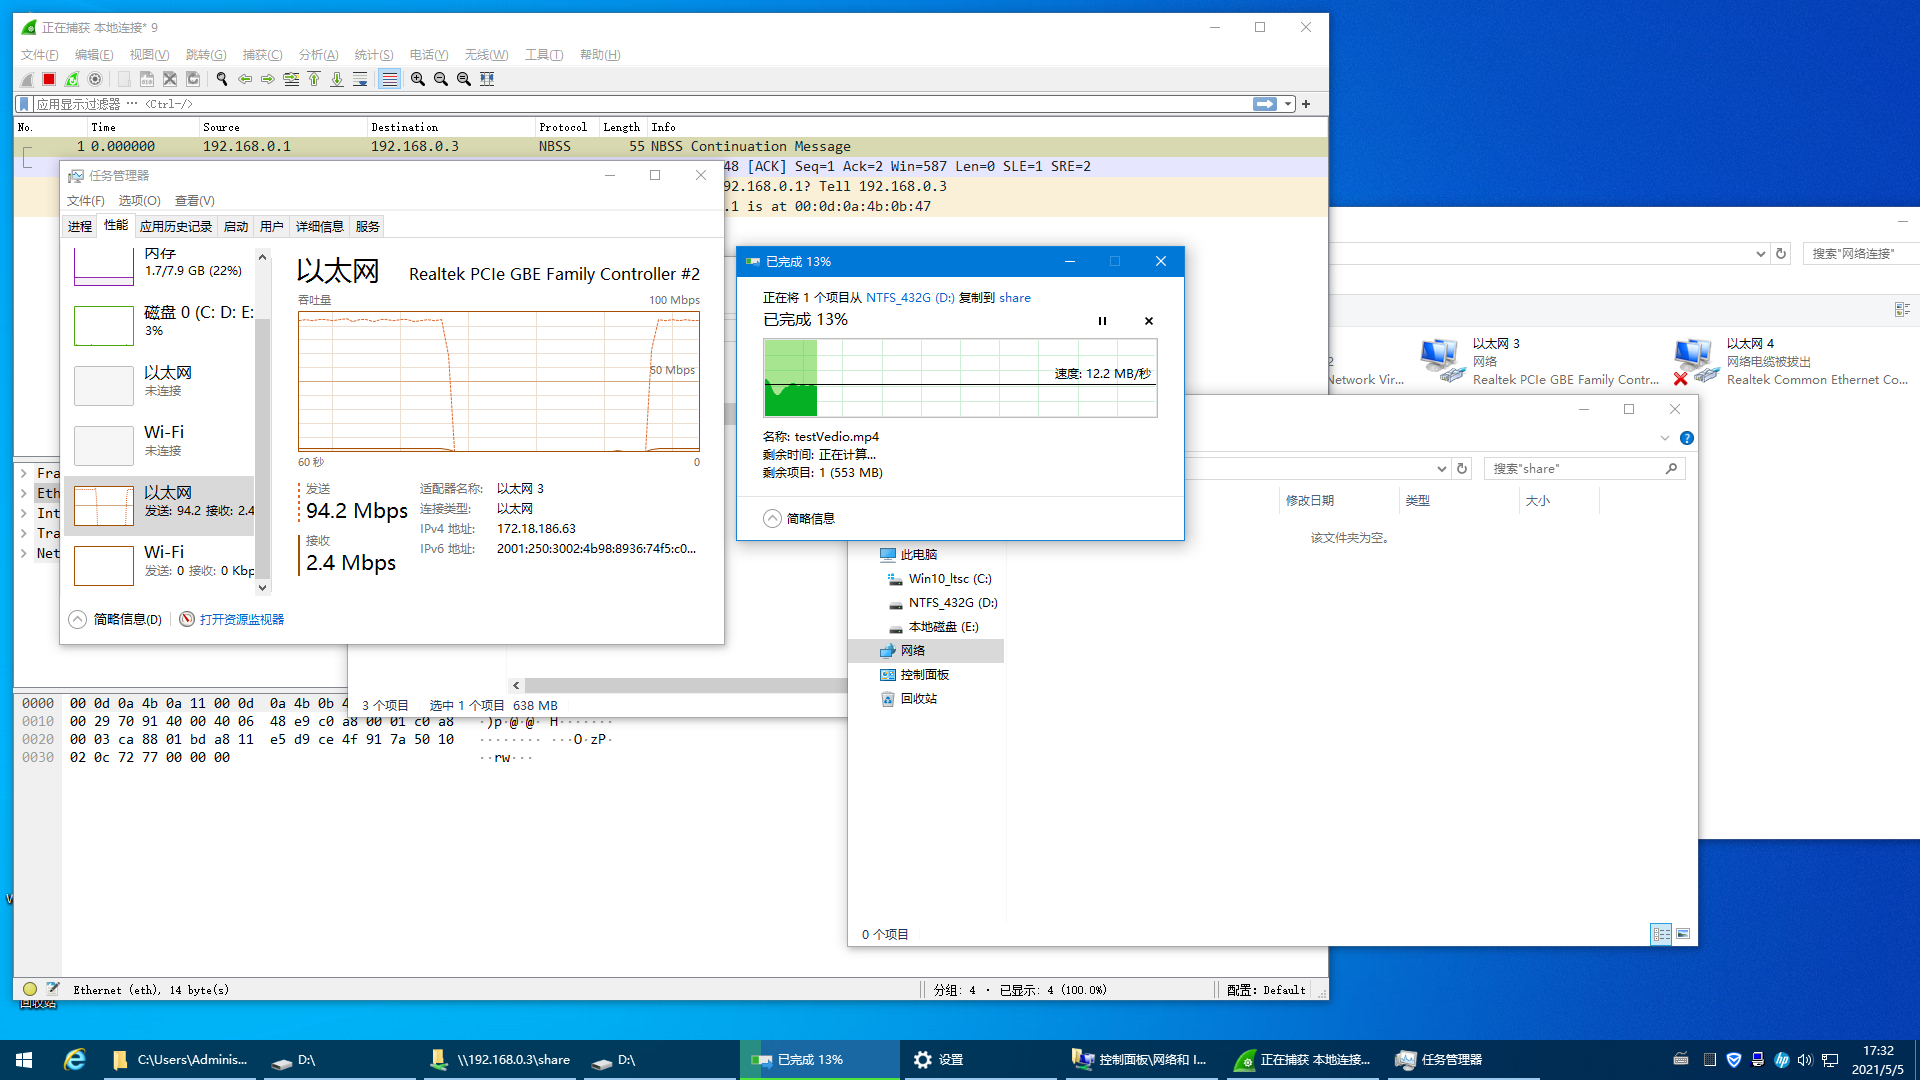 正在捕获 本地连接* 9
文件(F) 编辑(E) 视图(V) 跳转(G) 捕获(C) 分析(A) 统计(S) 电话(Y) 无线(W) 工具(T) 帮助(H)
应用显示过滤器 … <Ctrl-/>
No. Time Source Destination Protocol Length Info
1 0.000000 192.168.0.1 192.168.0.3 NBSS 55 NBSS Continuation Message
48 [ACK] Seq=1 Ack=2 Win=587 Len=0 SLE=1 SRE=2
92.168.0.1? Tell 192.168.0.3
.1 is at 00:0d:0a:4b:0b:47
任务管理器
文件(F) 选项(O) 查看(V)
进程 性能 应用历史记录 启动 用户 详细信息 服务
内存
1.7/7.9 GB (22%)
磁盘 0 (C: D: E:
3%
以太网
未连接
Wi-Fi
未连接
以太网
发送: 94.2 接收: 2.4
Wi-Fi
发送: 0 接收: 0 Kbp
以太网 Realtek PCIe GBE Family Controller #2
吞吐量 100 Mbps
50 Mbps
60 秒 0
发送
94.2 Mbps
接收
2.4 Mbps
适配器名称: 以太网 3
连接类型: 以太网
IPv4 地址: 172.18.186.63
IPv6 地址: 2001:250:3002:4b98:8936:74f5:c0...
简略信息(D) 打开资源监视器
Fra
Eth
Int
Tra
Net
3 个项目 选中 1 个项目 638 MB
0000 00 0d 0a 4b 0a 11 00 0d 0a 4b 0b 4
0010 00 29 70 91 40 00 40 06 48 e9 c0 a8 00 01 c0 a8 ·)p·@·@· H·······
0020 00 03 ca 88 01 bd a8 11 e5 d9 ce 4f 91 7a 50 10 ········ ···O·zP·
0030 02 0c 72 77 00 00 00 ··rw···
Ethernet (eth), 14 byte(s) 分组: 4 · 已显示: 4 (100.0%) 配置: Default
已完成 13%
正在将 1 个项目从 NTFS_432G (D:) 复制到 share
已完成 13%
速度: 12.2 MB/秒
名称: testVedio.mp4
剩余时间: 正在计算...
剩余项目: 1 (553 MB)
简略信息
搜索"网络连接"
2
Network Vir...
以太网 3
网络
Realtek PCIe GBE Family Contr...
以太网 4
网络电缆被拔出
Realtek Common Ethernet Co...
搜索"share"
修改日期 类型 大小
该文件夹为空。
此电脑
Win10_ltsc (C:)
NTFS_432G (D:)
本地磁盘 (E:)
网络
控制面板
回收站
0 个项目
回收站
C:\Users\Adminis...
D:\
\\192.168.0.3\share
D:\
已完成 13%
设置
控制面板\网络和 I...
正在捕获 本地连接...
任务管理器
17:32
2021/5/5